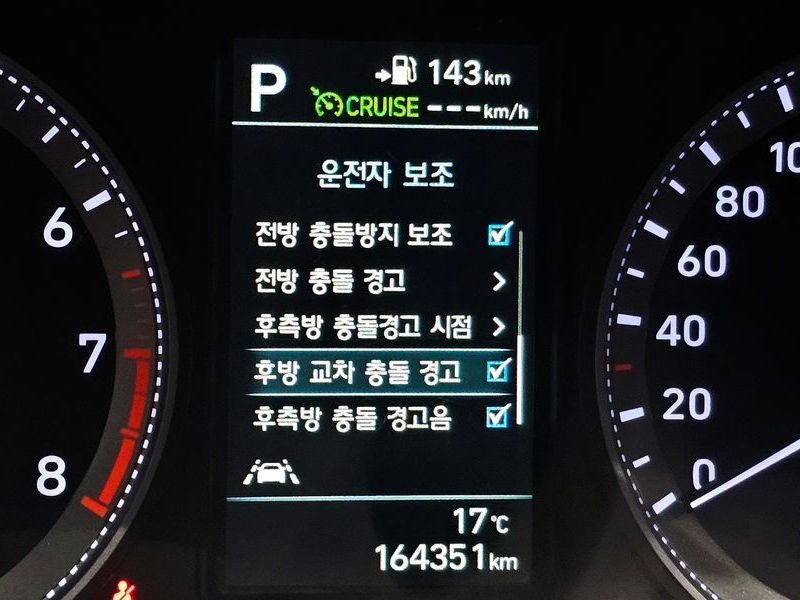 P
143km
CRUISE ---km/h
운전자 보조
전방 충돌방지 보조
전방 충돌 경고
후측방 충돌경고 시점
후방 교차 충돌 경고
후측방 충돌 경고음
17℃
164351km
6
7
8
100
80
60
40
20
0